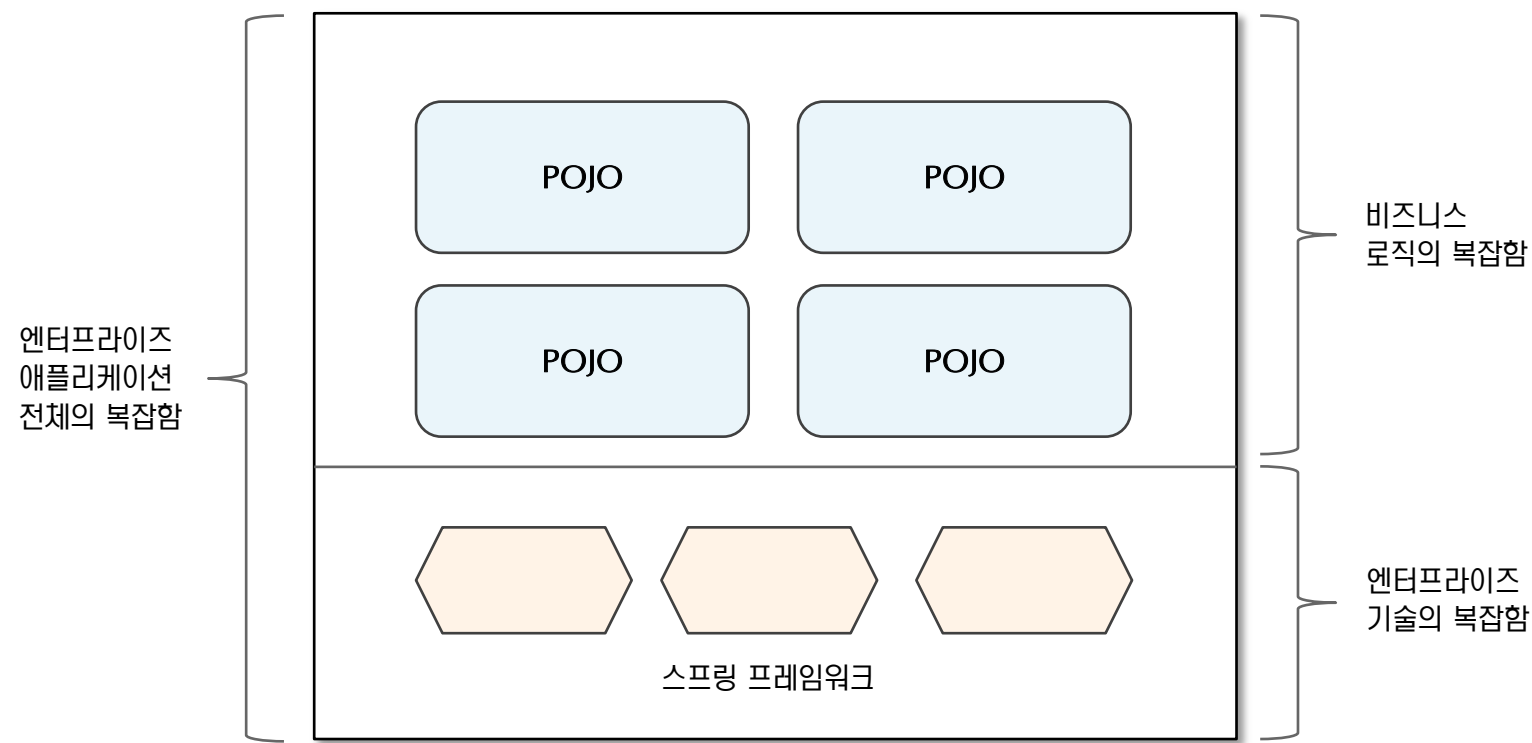 엔터프라이즈
애플리케이션
전체의 복잡함
POJO
POJO
POJO
POJO
비즈니스
로직의 복잡함
스프링 프레임워크
엔터프라이즈
기술의 복잡함